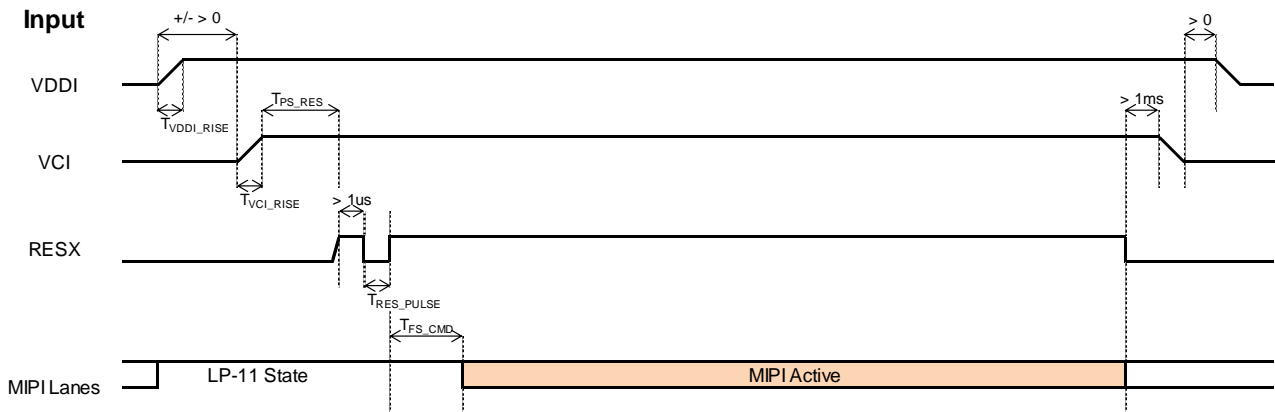 Input
+/- > 0
> 0
VDDI
T_VDDI_RISE
T_PS_RES
> 1ms
VCI
T_VCI_RISE
> 1us
RESX
T_RES_PULSE
T_FS_CMD
MIPI Lanes
LP-11 State
MIPI Active